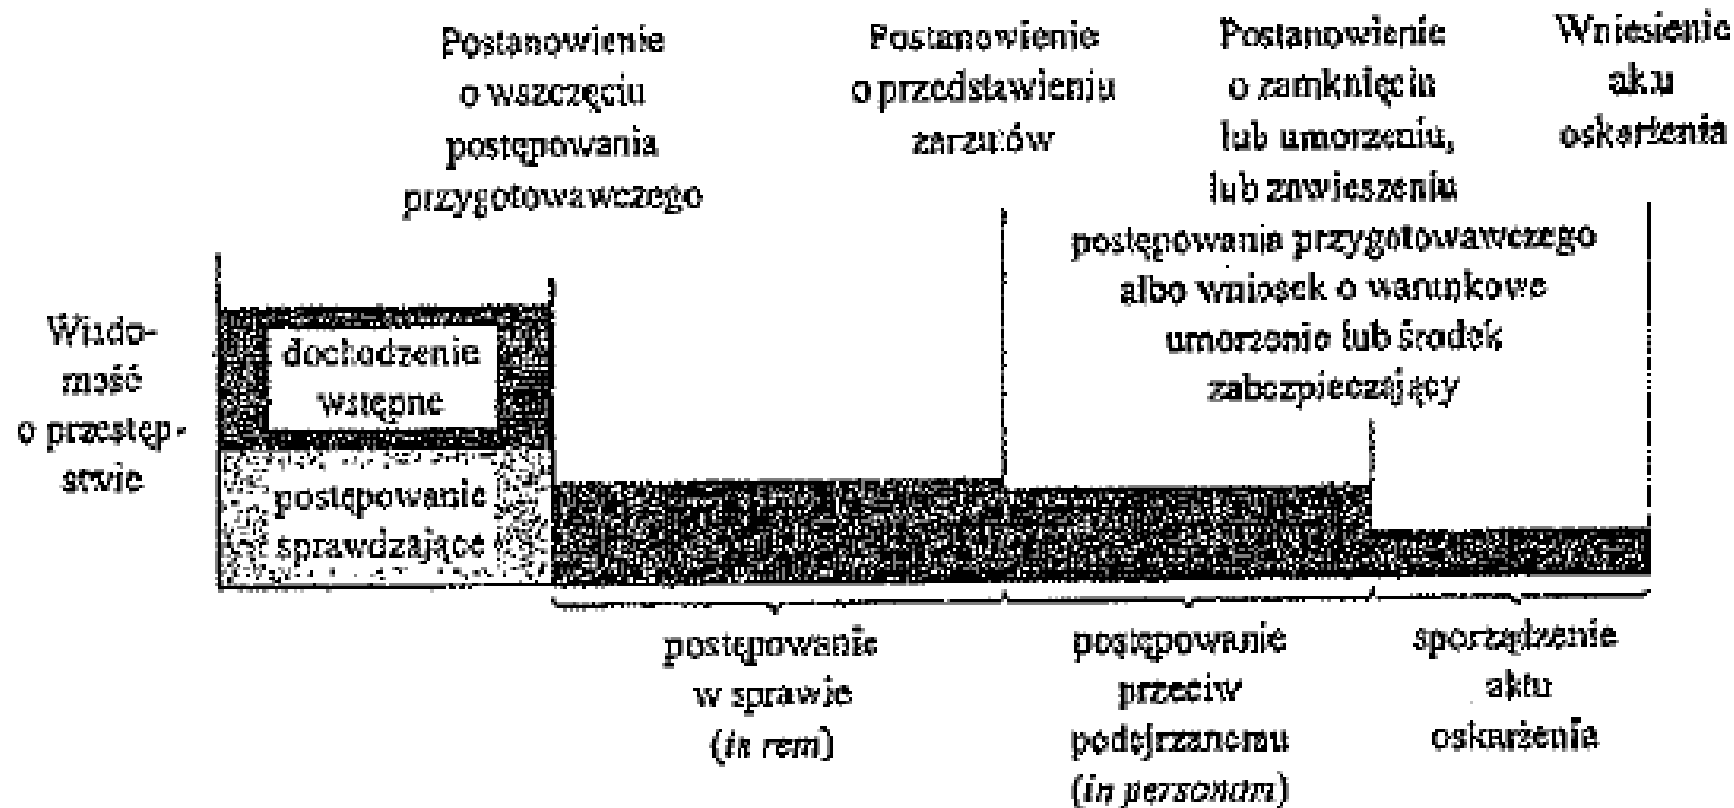 Postanowienie
o wszczęciu
postępowania
przygotowawczego
Postanowienie
o przedstawieniu
zarzutów
Postanowienie
o zamknięciu
lub umorzeniu,
lub zawieszeniu
postępowania przygotowawczego
albo wniosek o warunkowe
umorzenie lub środek
zabezpieczający
Wniesienie
aktu
oskarżenia
Wiado-
mość
o przestęp-
stwie
dochodzenie
wstępne
postępowanie
sprawdzające
postępowanie
w sprawie
(in rem)
postępowanie
przeciw
podejrzanemu
(in personam)
sporządzenie
aktu
oskarżenia